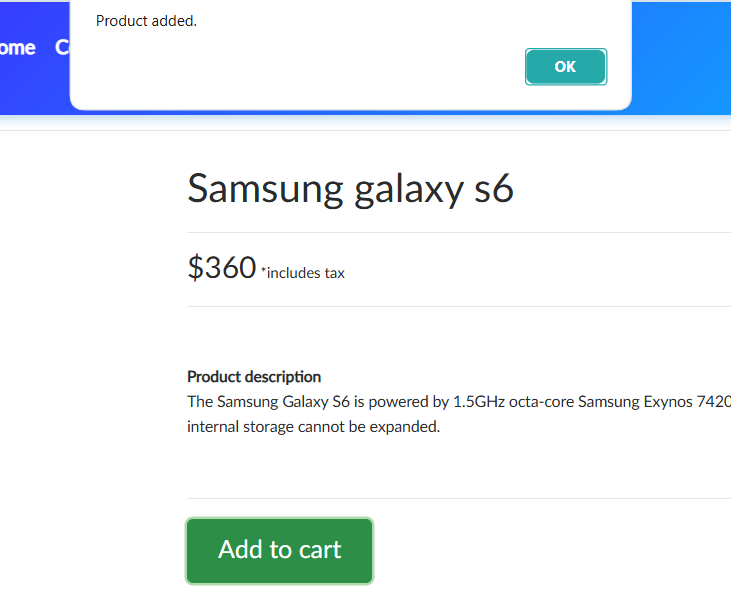 Product added.
OK
ome
Samsung galaxy s6
$360 *includes tax
Product description
The Samsung Galaxy S6 is powered by 1.5GHz octa-core Samsung Exynos 7420
internal storage cannot be expanded.
Add to cart